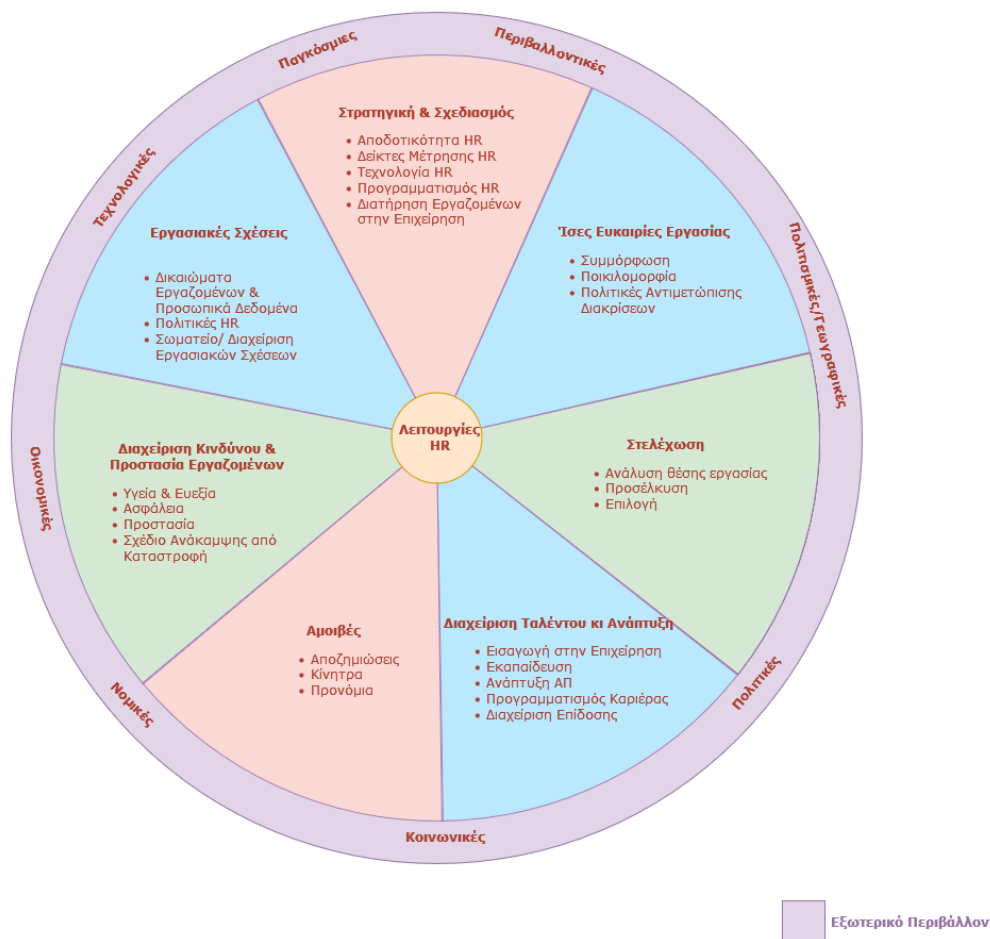 Παγκόσμιες
Περιβαλλοντικές
Πολιτισμικές/Γεωγραφικές
Πολιτικές
Κοινωνικές
Νομικές
Οικονομικές
Τεχνολογικές
Στρατηγική & Σχεδιασμός
• Αποδοτικότητα HR
• Δείκτες Μέτρησης HR
• Τεχνολογία HR
• Προγραμματισμός HR
• Διατήρηση Εργαζομένων
στην Επιχείρηση
Ίσες Ευκαιρίες Εργασίας
• Συμμόρφωση
• Ποικιλομορφία
• Πολιτικές Αντιμετώπισης
Διακρίσεων
Στελέχωση
• Ανάλυση θέσης εργασίας
• Προσέλκυση
• Επιλογή
Διαχείριση Ταλέντου κι Ανάπτυξη
• Εισαγωγή στην Επιχείρηση
• Εκαπαίδευση
• Ανάπτυξη ΑΠ
• Προγραμματισμός Καριέρας
• Διαχείριση Επίδοσης
Αμοιβές
• Αποζημιώσεις
• Κίνητρα
• Προνόμια
Διαχείριση Κινδύνου &
Προστασία Εργαζομένων
• Υγεία & Ευεξία
• Ασφάλεια
• Προστασία
• Σχέδιο Ανάκαμψης από
Καταστροφή
Εργασιακές Σχέσεις
• Δικαιώματα
Εργαζομένων &
Προσωπικά Δεδομένα
• Πολιτικές HR
• Σωματείο/ Διαχείριση
Εργασιακών Σχέσεων
Λειτουργίες
HR
Εξωτερικό Περιβάλλον